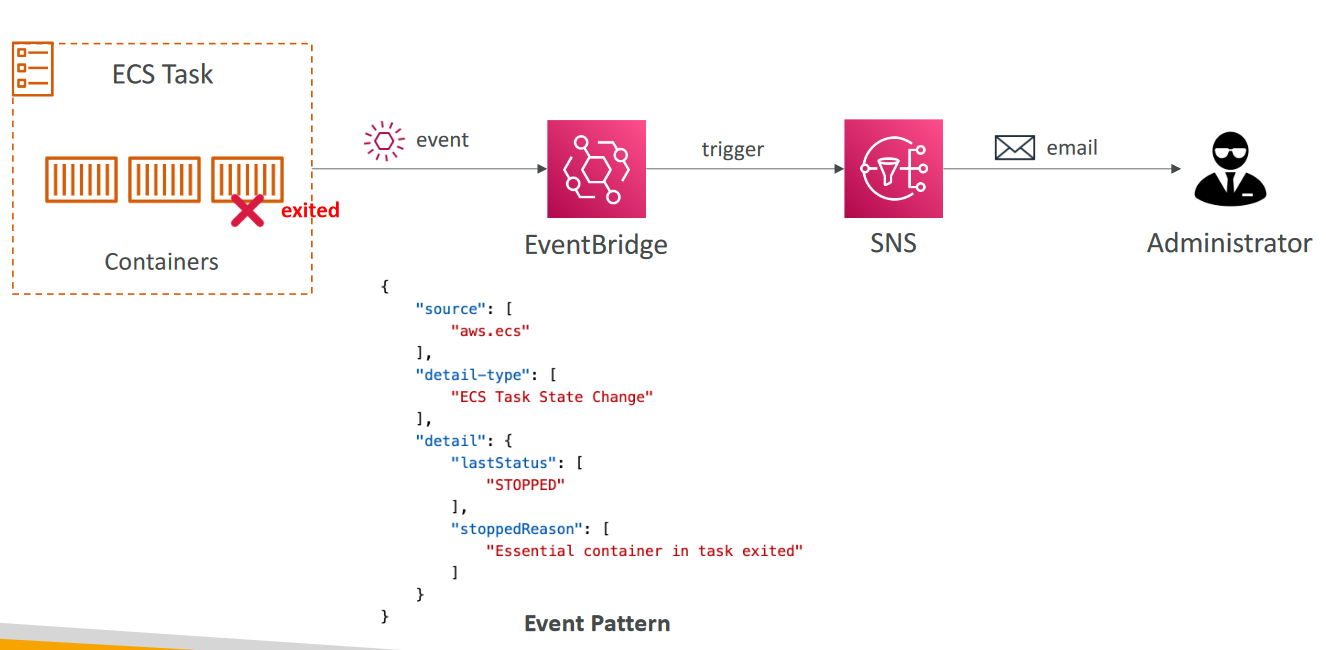 ECS Task
event
trigger
email
exited
Containers
EventBridge
SNS
Administrator
{
    "source": [
        "aws.ecs"
    ],
    "detail-type": [
        "ECS Task State Change"
    ],
    "detail": {
        "lastStatus": [
            "STOPPED"
        ],
        "stoppedReason": [
            "Essential container in task exited"
        ]
    }
}
Event Pattern